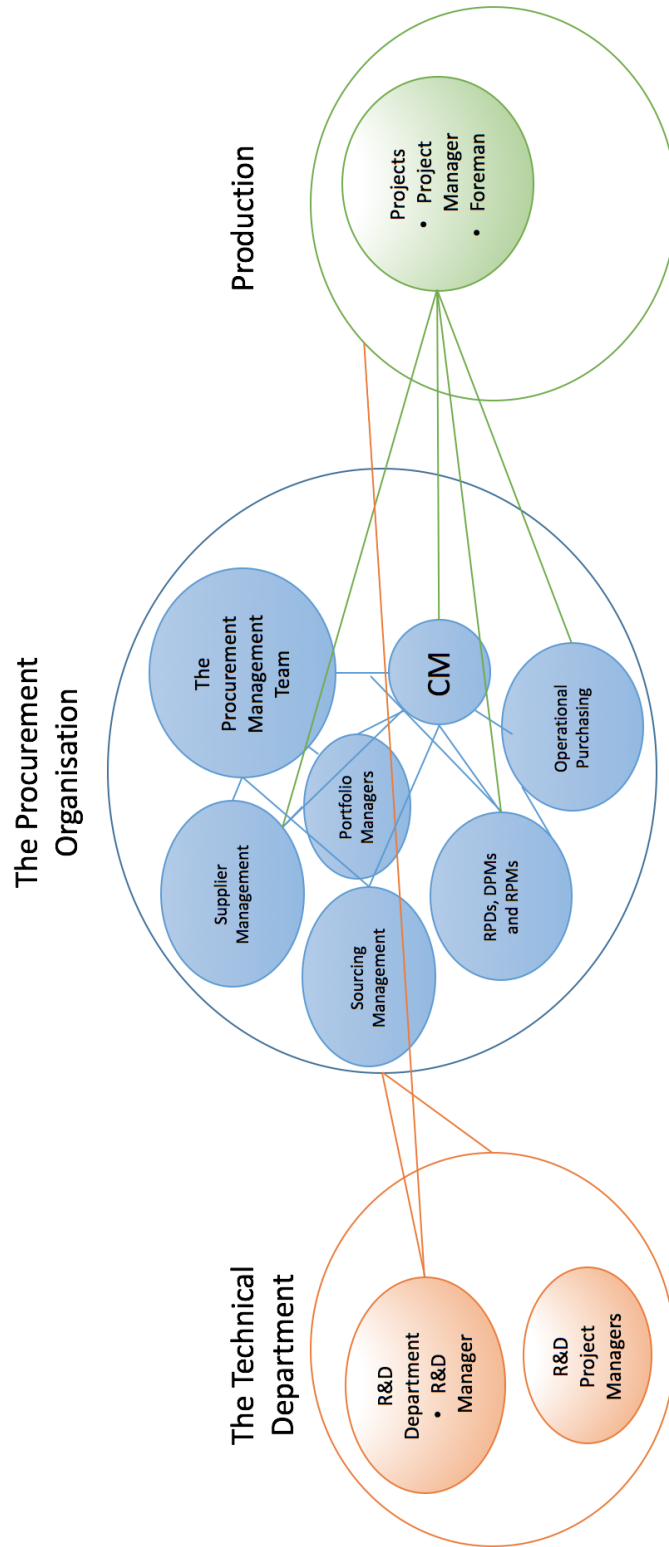 The Technical
Department
R&D
Department
• R&D
Manager
R&D
Project
Managers
The Procurement
Organisation
Supplier
Management
The
Procurement
Management
Team
Sourcing
Management
Portfolio
Managers
CM
RPDs, DPMs
and RPMs
Operational
Purchasing
Production
Projects
• Project
Manager
• Foreman